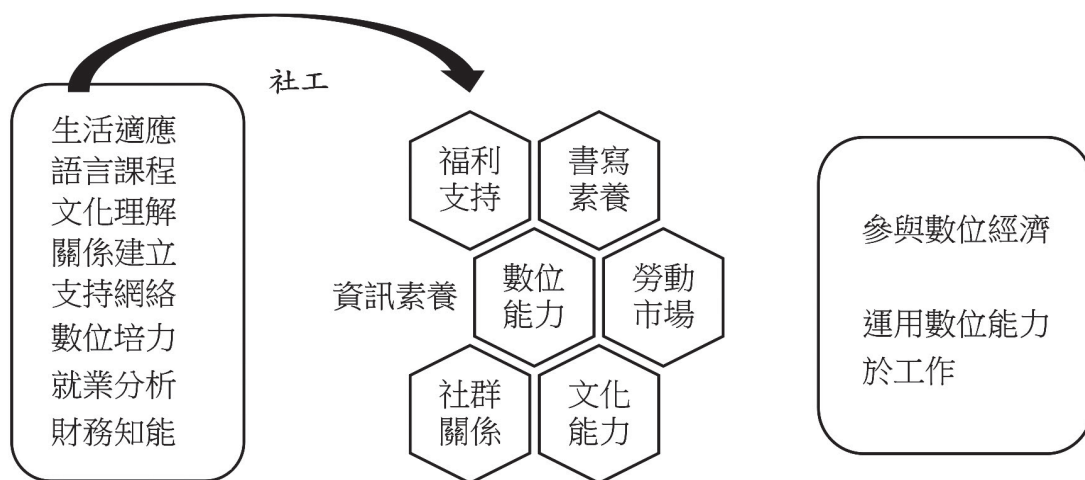 社工
生活適應
語言課程
文化理解
關係建立
支持網絡
數位培力
就業分析
財務知能
福利
支持
書寫
素養
資訊素養
數位
能力
勞動
市場
社群
關係
文化
能力
參與數位經濟
運用數位能力
於工作